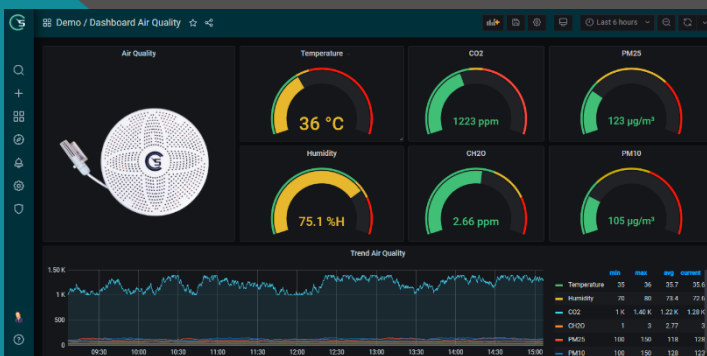 Demo / Dashboard Air Quality
Last 6 hours
Air Quality
Temperature
36 °C
CO2
1223 ppm
PM25
123 µg/m³
Humidity
75.1 %H
CH2O
2.66 ppm
PM10
105 µg/m³
Trend Air Quality
1.50 K
1 K
500
0
09:30 10:00 10:30 11:00 11:30 12:00 12:30 13:00 13:30 14:00 14:30 15:00
min max avg current
Temperature 35 36 35.7 35.6
Humidity 70 80 73.4 72.6
CO2 1 K 1.40 K 1.22 K 1.28 K
CH2O 1 3 2.77 3
PM25 100 150 118 128
PM10 100 150 128 123